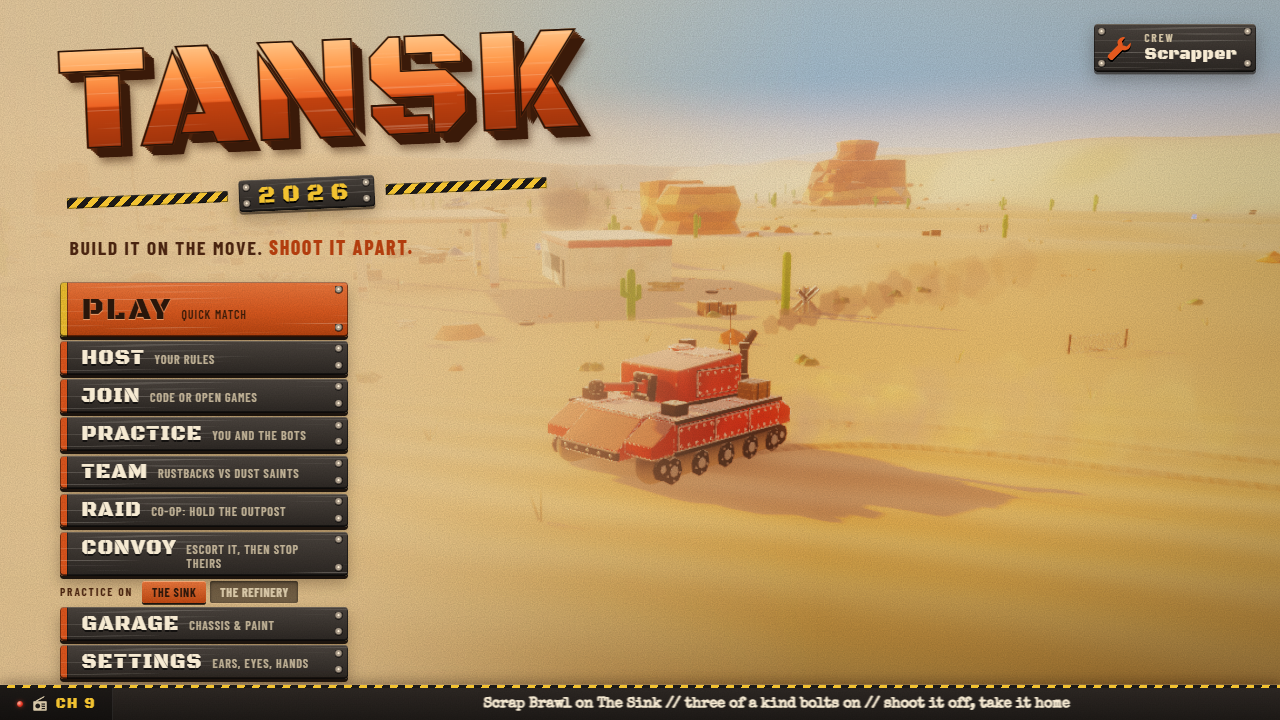 TANSK
CREW
Scrapper
2026
BUILD IT ON THE MOVE. SHOOT IT APART.
PLAY QUICK MATCH
HOST YOUR RULES
JOIN CODE OR OPEN GAMES
PRACTICE YOU AND THE BOTS
TEAM RUSTBACKS VS DUST SAINTS
RAID CO-OP: HOLD THE OUTPOST
CONVOY ESCORT IT, THEN STOP
THEIRS
PRACTICE ON THE SINK THE REFINERY
GARAGE CHASSIS & PAINT
SETTINGS EARS, EYES, HANDS
CH 9 Scrap Brawl on The Sink // three of a kind bolts on // shoot it off, take it home